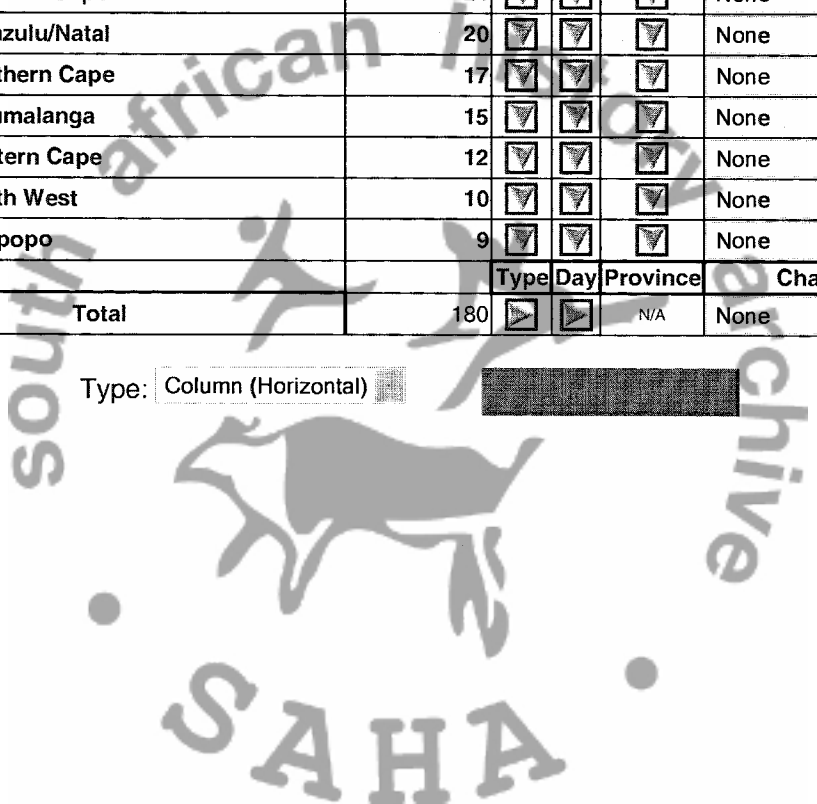 zulu/Natal 20 None
thern Cape 17 None
umalanga 15 None
tern Cape 12 None
th West 10 None
popo 9 None
Type Day Province Cha
Total 180 N/A None
Type: Column (Horizontal)
south african history archive
SAHA